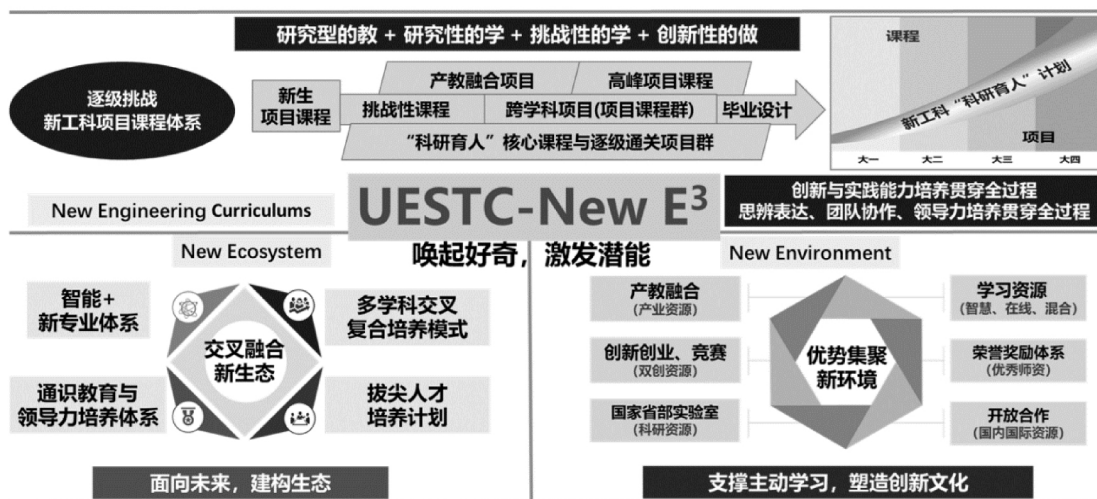 研究型的教 + 研究性的学 + 挑战性的学 + 创新性的做
逐级挑战
新工科项目课程体系
新生
项目课程
产教融合项目
高峰项目课程
挑战性课程
跨学科项目(项目课程群)
毕业设计
“科研育人”核心课程与逐级通关项目群
课程
新工科“科研育人”计划
项目
大一
大二
大三
大四
New Engineering Curriculums
UESTC-New E³
创新与实践能力培养贯穿全过程
思辨表达、团队协作、领导力培养贯穿全过程
唤起好奇，激发潜能
New Ecosystem
智能+
新专业体系
多学科交叉
复合培养模式
交叉融合
新生态
通识教育与
领导力培养体系
拔尖人才
培养计划
面向未来，建构生态
New Environment
产教融合
(产业资源)
学习资源
(智慧、在线、混合)
创新创业、竞赛
(双创资源)
优势集聚
新环境
荣誉奖励体系
(优秀师资)
国家省部实验室
(科研资源)
开放合作
(国内国际资源)
支撑主动学习，塑造创新文化